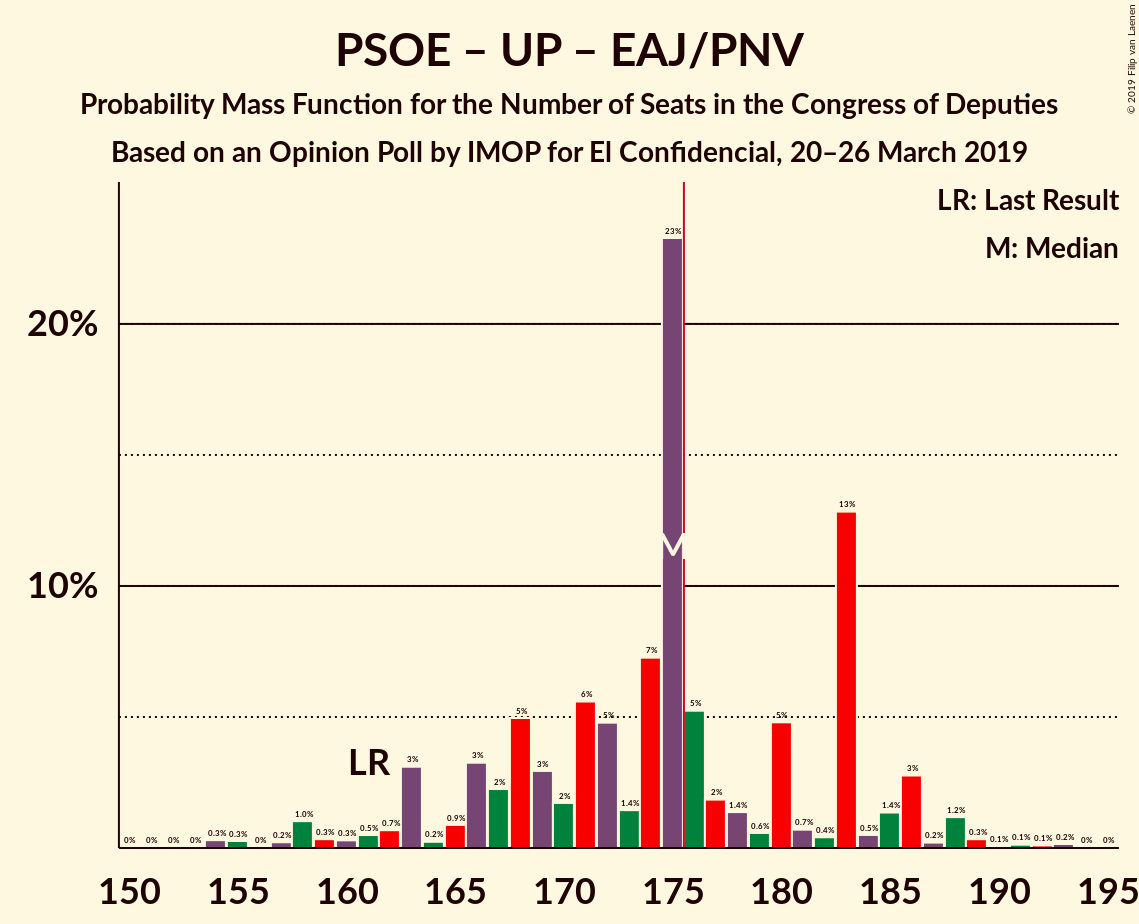 PSOE – UP – EAJ/PNV
Probability Mass Function for the Number of Seats in the Congress of Deputies
Based on an Opinion Poll by IMOP for El Confidencial, 20–26 March 2019
© 2019 Filip van Laenen
LR: Last Result
M: Median
20%
10%
LR
M
0% 0% 0% 0% 0.3% 0.3% 0% 0.2% 1.0% 0.3% 0.3% 0.5% 0.7% 3% 0.2% 0.9% 3% 2% 5% 3% 2% 6% 5% 1.4% 7% 23% 5% 2% 1.4% 0.6% 5% 0.7% 0.4% 13% 0.5% 1.4% 3% 0.2% 1.2% 0.3% 0.1% 0.1% 0.1% 0.2% 0% 0%
150 155 160 165 170 175 180 185 190 195